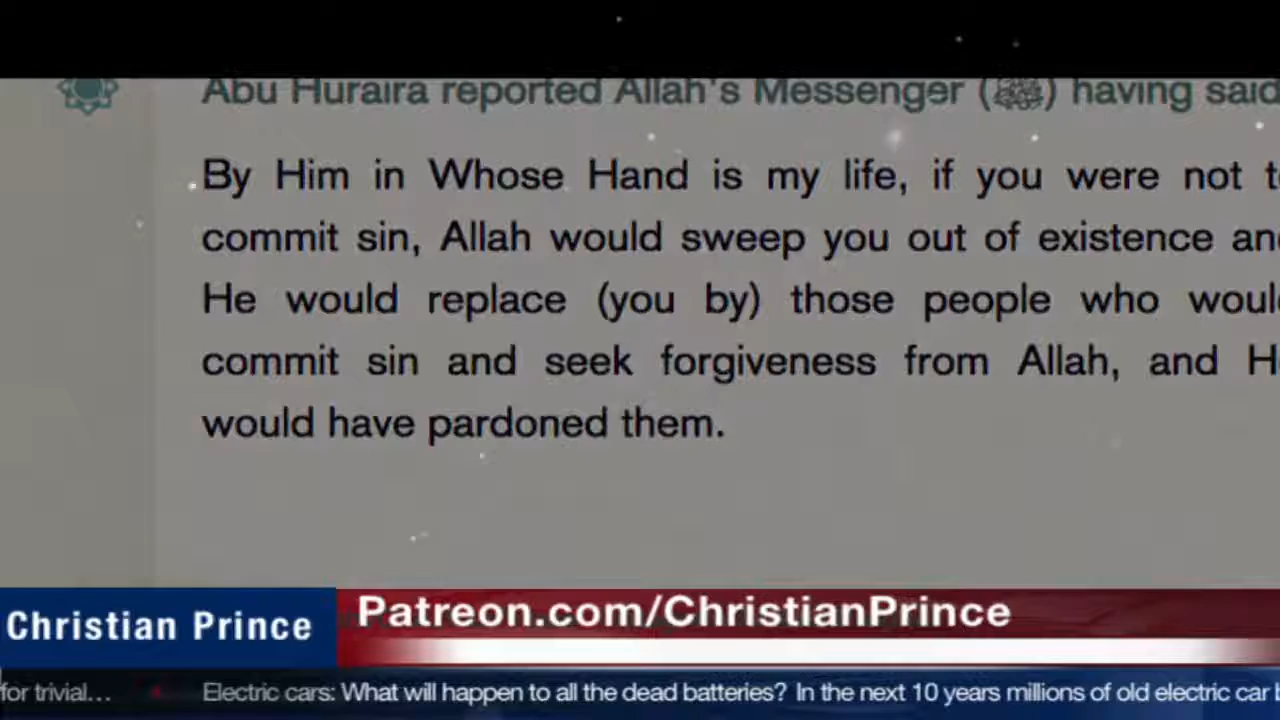 Abu Huraira reported Allah's Messenger (ﷺ) having said
By Him in Whose Hand is my life, if you were not t
commit sin, Allah would sweep you out of existence an
He would replace (you by) those people who woul
commit sin and seek forgiveness from Allah, and H
would have pardoned them.
Christian Prince
Patreon.com/ChristianPrince
for trivial... Electric cars: What will happen to all the dead batteries? In the next 10 years millions of old electric car b